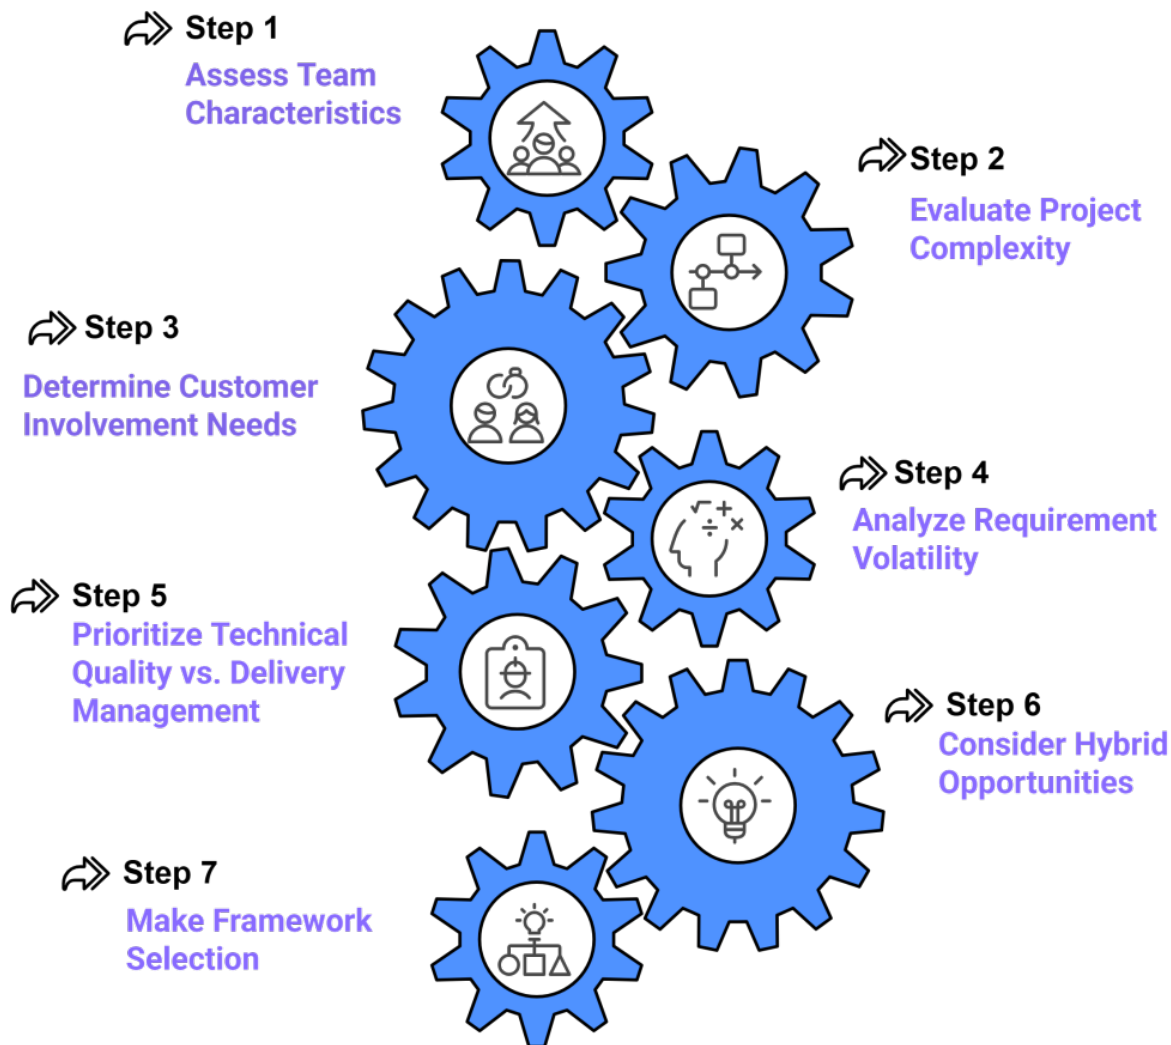 Step 1
Assess Team
Characteristics
Step 2
Evaluate Project
Complexity
Step 3
Determine Customer
Involvement Needs
Step 4
Analyze Requirement
Volatility
Step 5
Prioritize Technical
Quality vs. Delivery
Management
Step 6
Consider Hybrid
Opportunities
Step 7
Make Framework
Selection